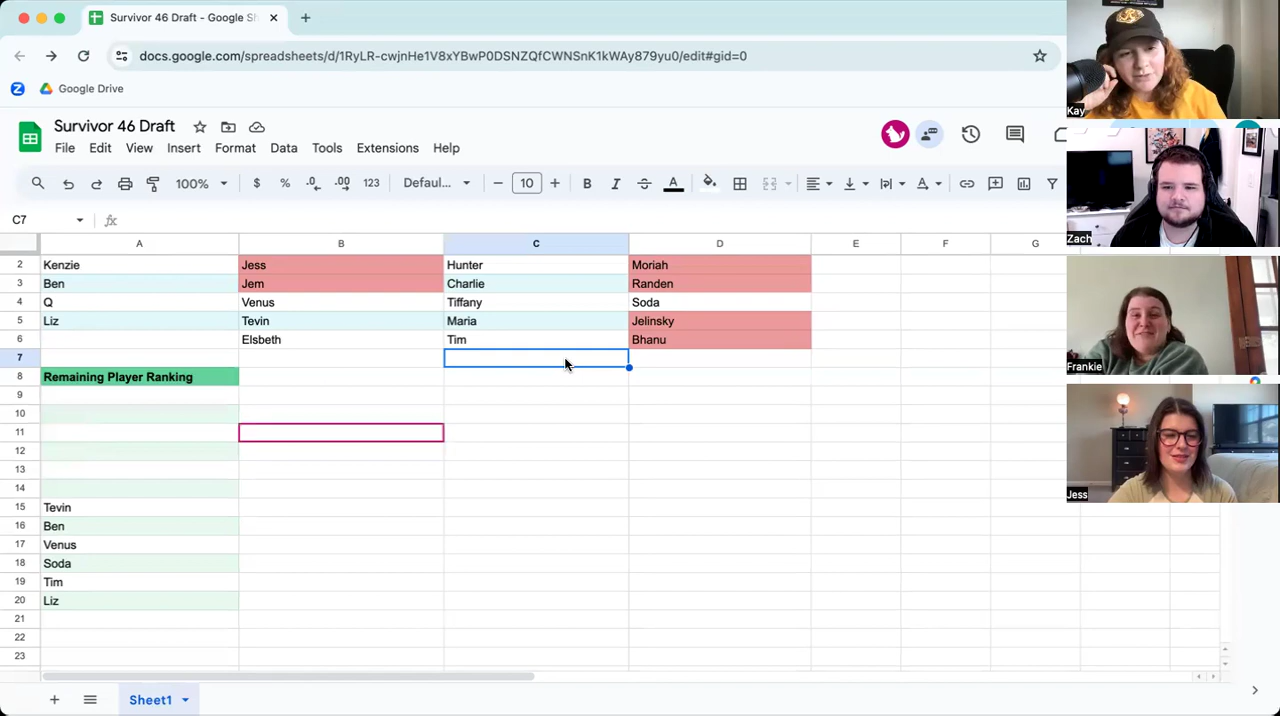 Survivor 46 Draft - Google Sh
docs.google.com/spreadsheets/d/1RyLR-cwjnHe1V8xYBwP0DSNZQfCWNSnK1kWAy879yu0/edit#gid=0
Google Drive
Survivor 46 Draft
File Edit View Insert Format Data Tools Extensions Help
100% $ % .0 .00 123 Defaul... 10 B I A
C7 fx
A B C D E F G
2 Kenzie Jess Hunter Moriah
3 Ben Jem Charlie Randen
4 Q Venus Tiffany Soda
5 Liz Tevin Maria Jelinsky
6 Elsbeth Tim Bhanu
7
8 Remaining Player Ranking
9
10
11
12
13
14
15 Tevin
16 Ben
17 Venus
18 Soda
19 Tim
20 Liz
21
22
23
Sheet1
Kay
Zach
Frankie
Jess